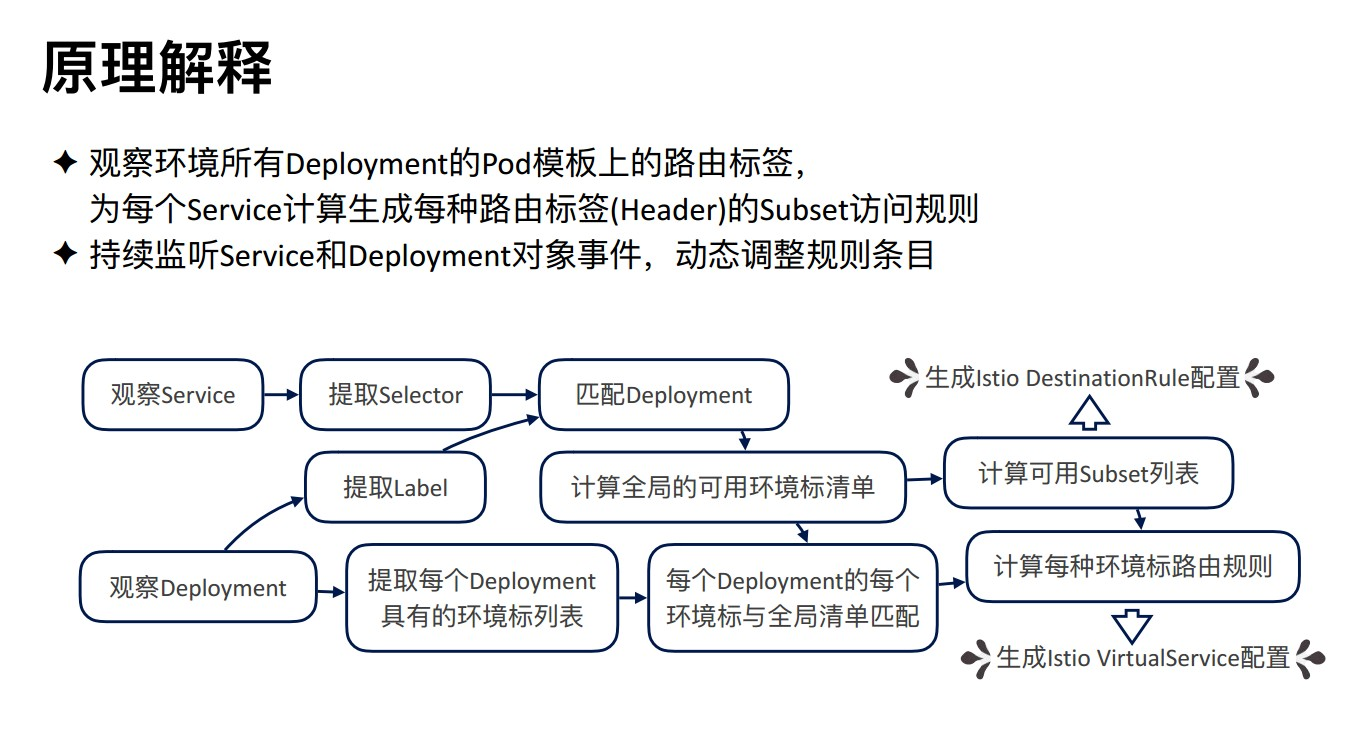 原理解释
观察环境所有Deployment的Pod模板上的路由标签，
为每个Service计算生成每种路由标签(Header)的Subset访问规则
持续监听Service和Deployment对象事件，动态调整规则条目
观察Service
提取Selector
匹配Deployment
生成Istio DestinationRule配置
提取Label
计算全局的可用环境标清单
计算可用Subset列表
观察Deployment
提取每个Deployment
具有的环境标列表
每个Deployment的每个
环境标与全局清单匹配
计算每种环境标路由规则
生成Istio VirtualService配置